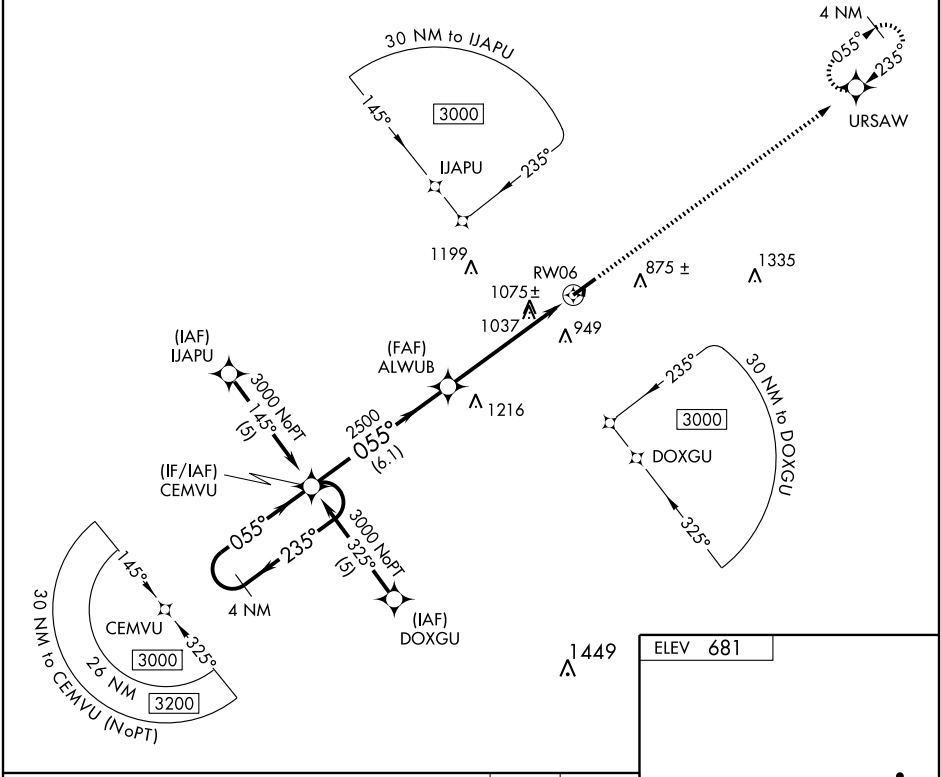 4 NM
055°
235°
URSAW
30 NM to IJAPU
145°
3000
235°
IJAPU
1199
RW06
875 ±
1335
1075 ±
1037
949
(FAF)
ALWUB
1216
(IAF)
IJAPU
3000 NoPT
145°
(5)
2500
055°
(6.1)
(IF/IAF)
CEMVU
055°
235°
4 NM
3000 NoPT
325°
(5)
(IAF)
DOXGU
235°
3000
30 NM to DOXGU
DOXGU
325°
145°
CEMVU
325°
3000
26 NM
3200
30 NM to CEMVU (NoPT)
1449
ELEV 681